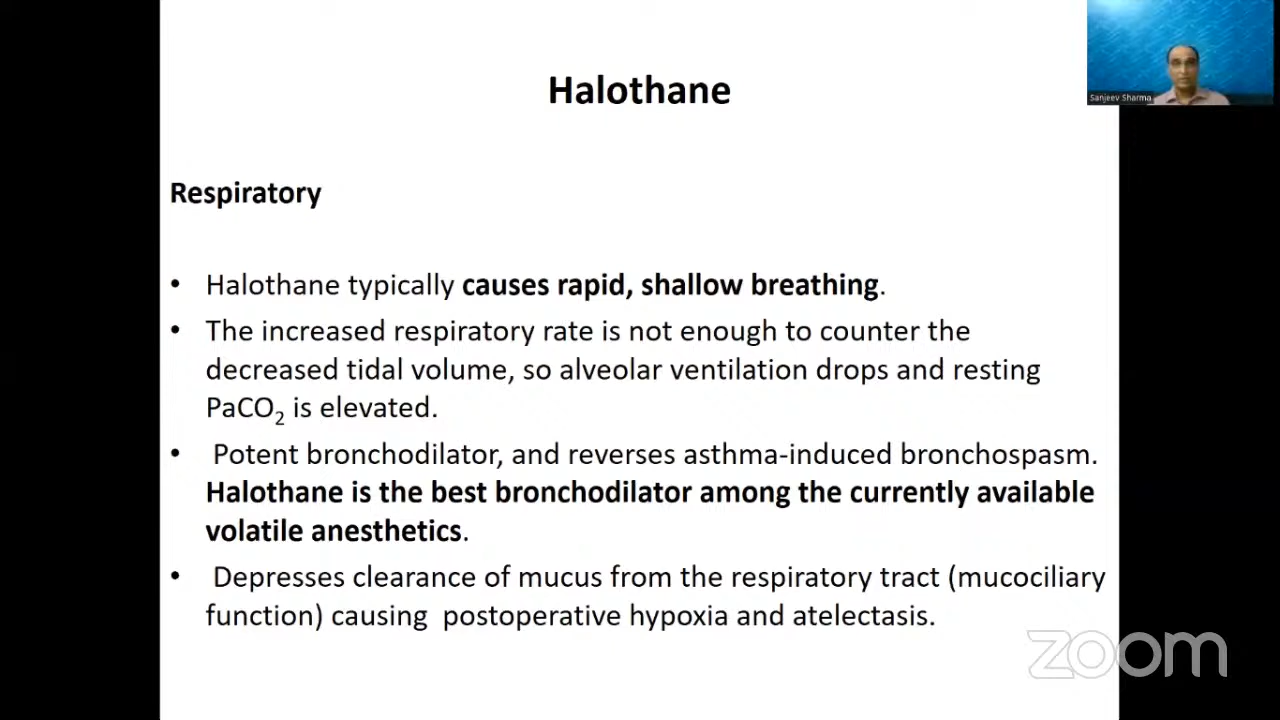 Halothane
Sanjeev Sharma
Respiratory
• Halothane typically causes rapid, shallow breathing.
• The increased respiratory rate is not enough to counter the
decreased tidal volume, so alveolar ventilation drops and resting
PaCO₂ is elevated.
• Potent bronchodilator, and reverses asthma-induced bronchospasm.
Halothane is the best bronchodilator among the currently available
volatile anesthetics.
• Depresses clearance of mucus from the respiratory tract (mucociliary
function) causing postoperative hypoxia and atelectasis.
zoom